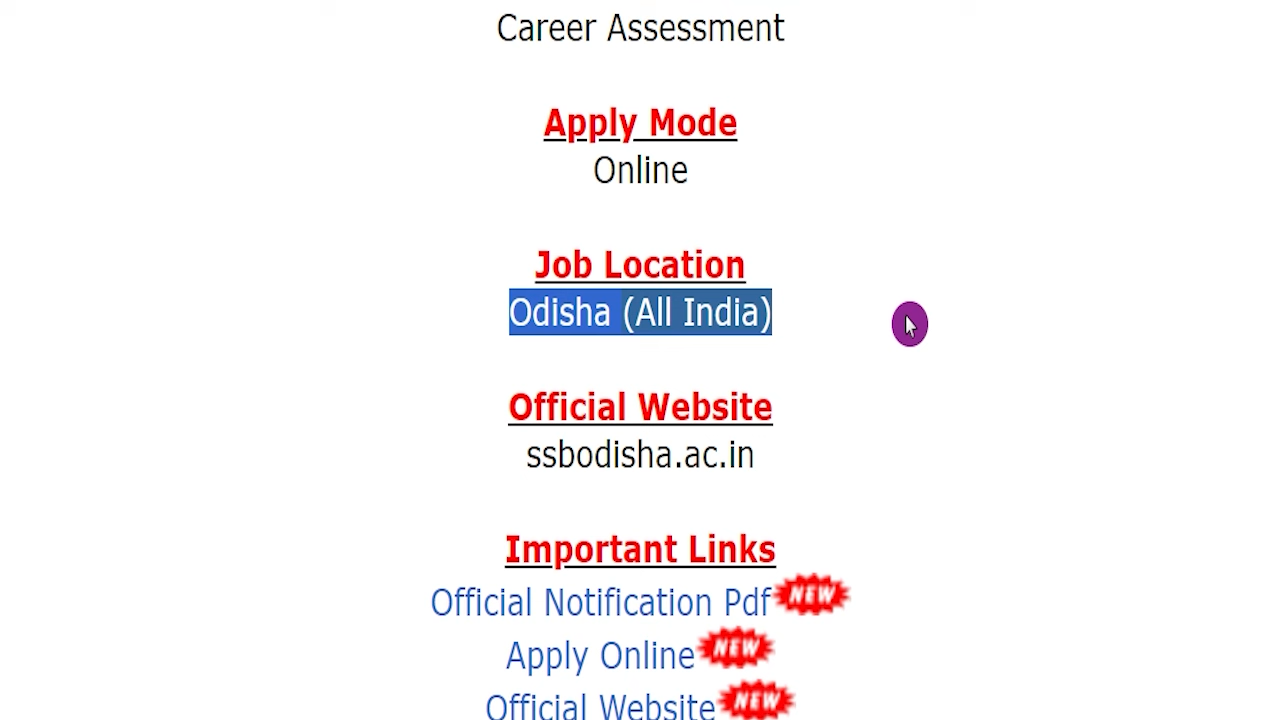 Career Assessment
Apply Mode
Online
Job Location
Odisha (All India)
Official Website
ssbodisha.ac.in
Important Links
Official Notification Pdf NEW
Apply Online NEW
Official Website NEW